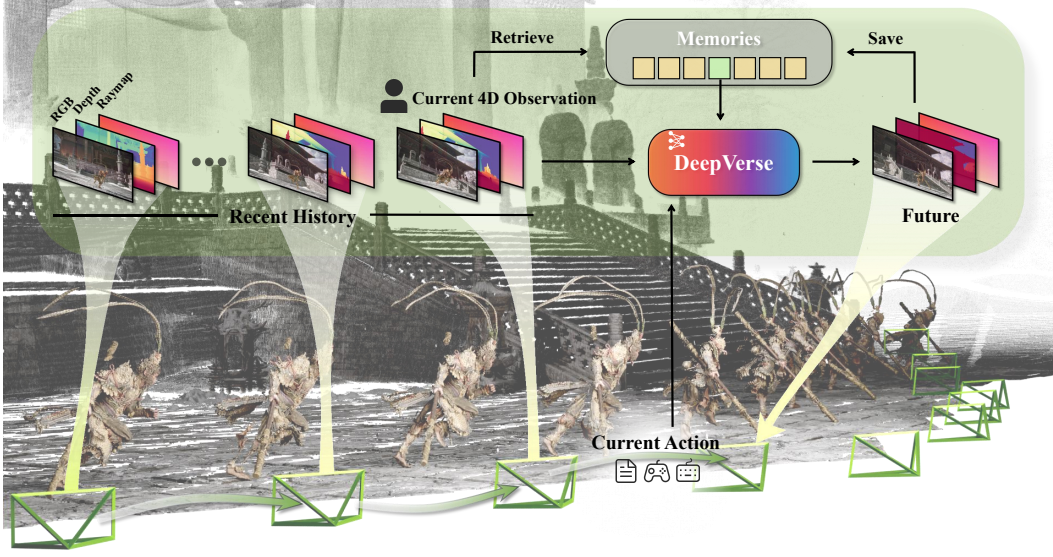 Retrieve
Memories
Save
RGB
Depth
Raymap
Current 4D Observation
DeepVerse
Recent History
Future
Current Action